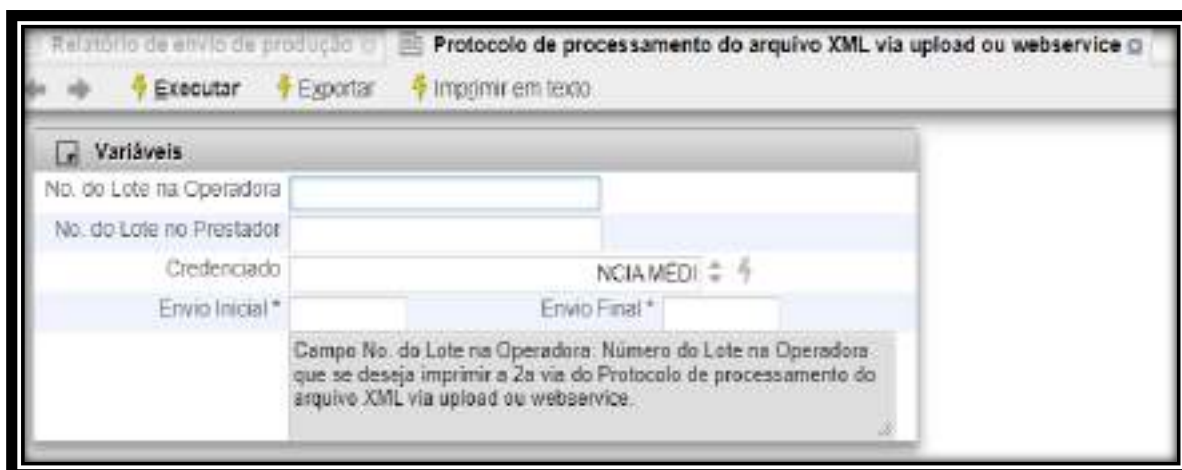 Relatório de envio de produção Protocolo de processamento do arquivo XML via upload ou webservice
Executar Exportar Imprimir em texto
Variáveis
No. do Lote na Operadora
No. do Lote no Prestador
Credenciado NCIA MÉDI
Envio Inicial * Envio Final *
Campo No. do Lote na Operadora: Número do Lote na Operadora
que se deseja imprimir a 2a via do Protocolo de processamento do
arquivo XML via upload ou webservice.